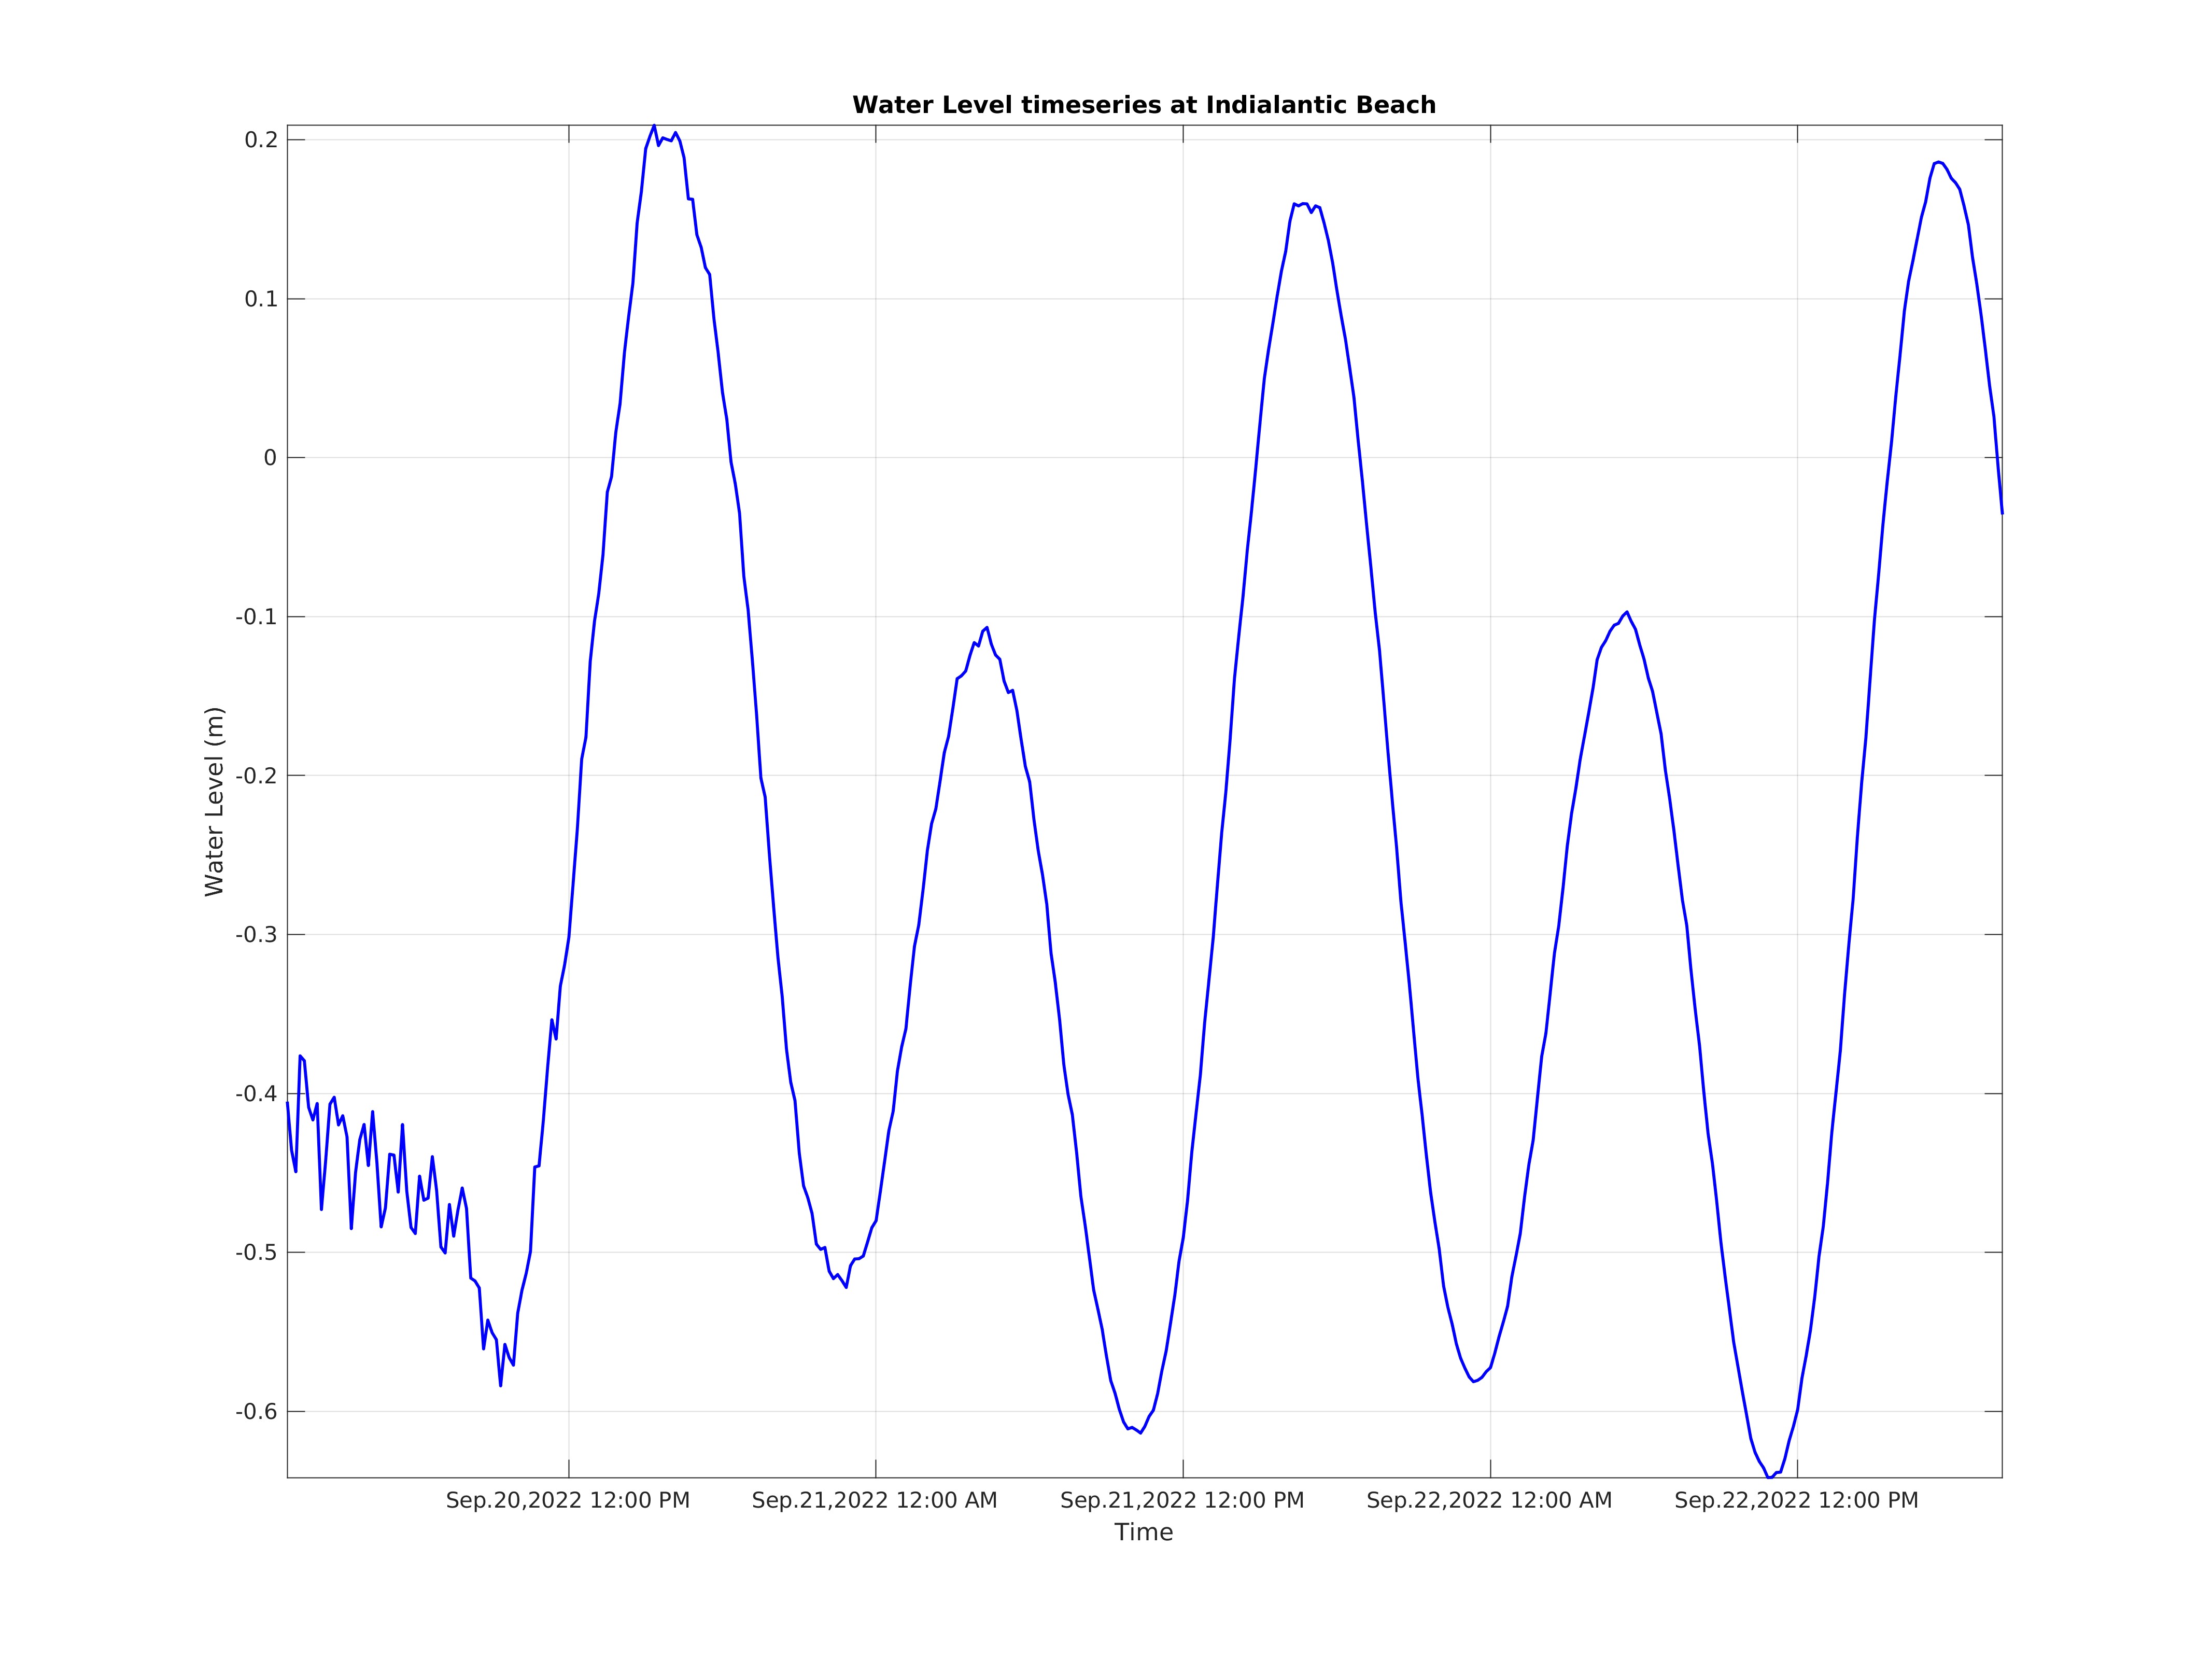 Water Level timeseries at Indialantic Beach
0.2
0.1
0
-0.1
-0.2
-0.3
-0.4
-0.5
-0.6
Water Level (m)
Sep.20,2022 12:00 PM
Sep.21,2022 12:00 AM
Sep.21,2022 12:00 PM
Sep.22,2022 12:00 AM
Sep.22,2022 12:00 PM
Time